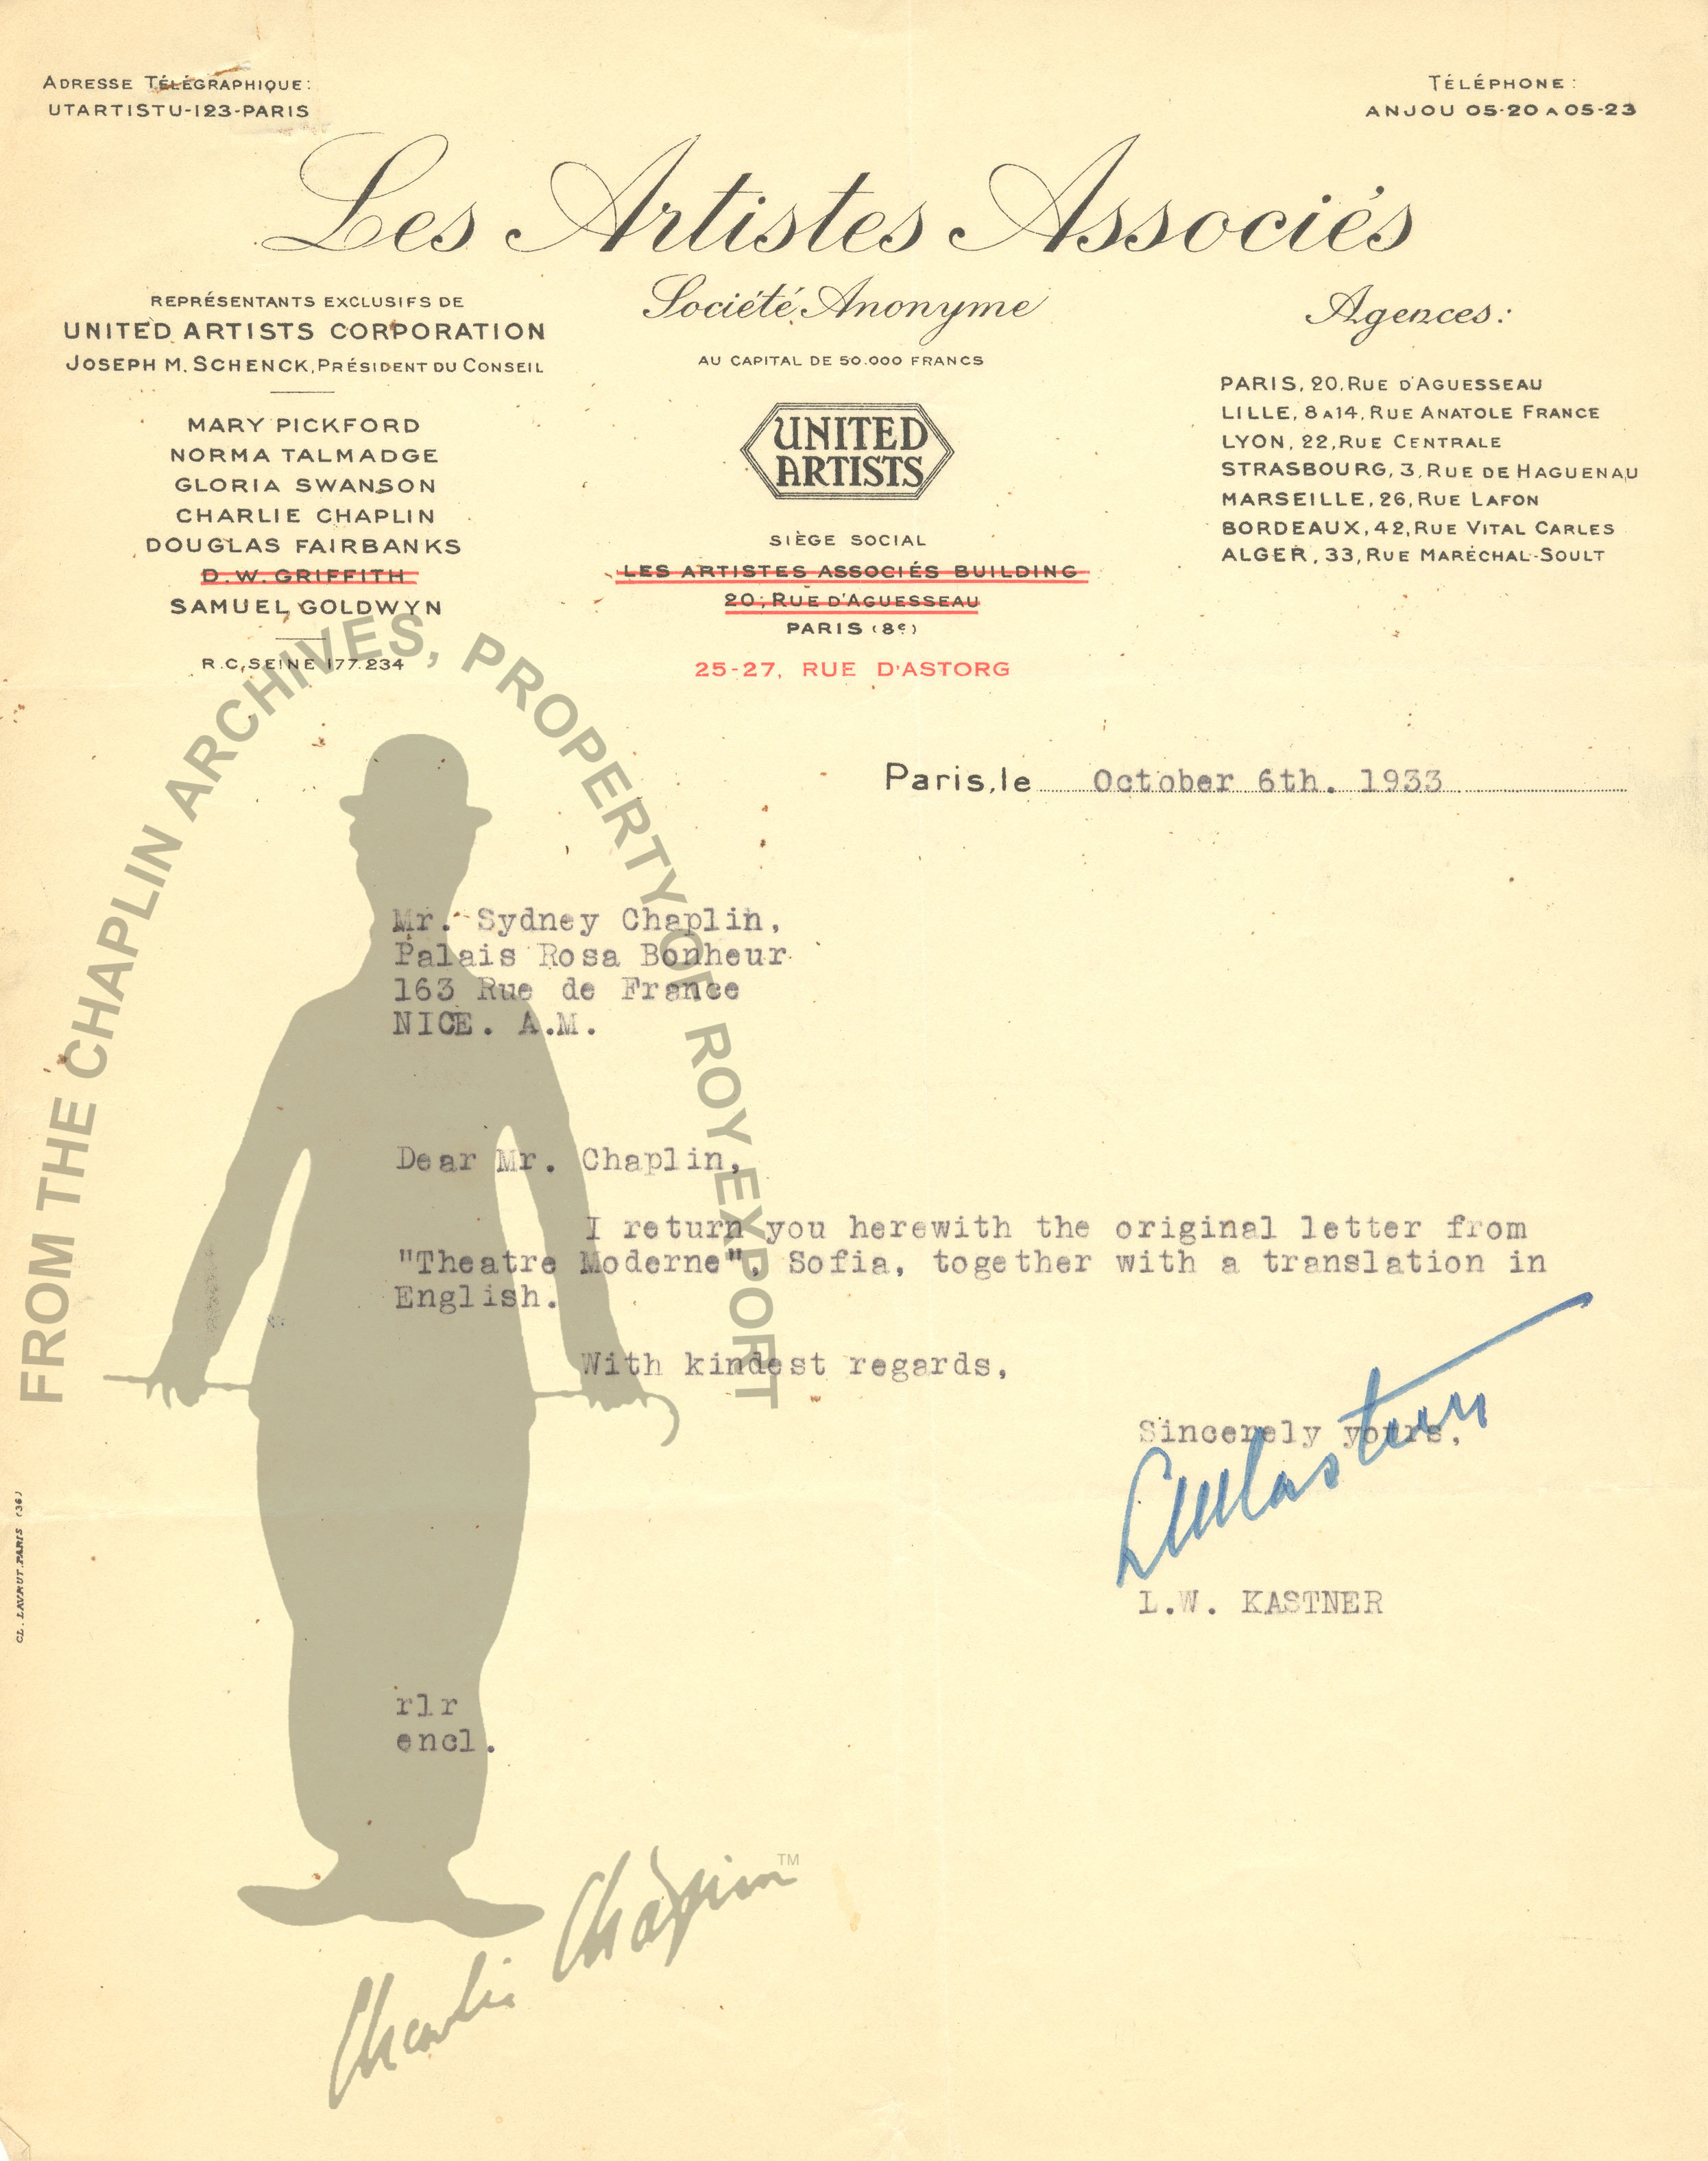 ADRESSE TÉLÉGRAPHIQUE:
UTARTISTU-123-PARIS
TÉLÉPHONE:
ANJOU 05-20 A 05-23
Les Artistes Associés
Société Anonyme
AU CAPITAL DE 50.000 FRANCS
REPRÉSENTANTS EXCLUSIFS DE
UNITED ARTISTS CORPORATION
JOSEPH M. SCHENCK, PRÉSIDENT DU CONSEIL
MARY PICKFORD
NORMA TALMADGE
GLORIA SWANSON
CHARLIE CHAPLIN
DOUGLAS FAIRBANKS
D. W. GRIFFITH
SAMUEL GOLDWYN
R.C. SEINE 177.234
UNITED
ARTISTS
SIÈGE SOCIAL
LES ARTISTES ASSOCIÉS BUILDING
20, RUE D'AGUESSEAU
PARIS (8e)
25-27, RUE D'ASTORG
Agences:
PARIS, 20, RUE D'AGUESSEAU
LILLE, 8 A 14, RUE ANATOLE FRANCE
LYON, 22, RUE CENTRALE
STRASBOURG, 3, RUE DE HAGUENAU
MARSEILLE, 26, RUE LAFON
BORDEAUX, 42, RUE VITAL CARLES
ALGER, 33, RUE MARÉCHAL-SOULT
Paris, le October 6th. 1933
Mr. Sydney Chaplin,
Palais Rosa Bonheur
163 Rue de France
NICE. A.M.
Dear Mr. Chaplin,
I return you herewith the original letter from
"Theatre Moderne", Sofia, together with a translation in
English.
With kindest regards,
Sincerely yours,
LWKastner
L.W. KASTNER
rlr
encl.
CL. LAVRUT. PARIS (36)
FROM THE CHAPLIN ARCHIVES, PROPERTY OF ROY EXPORT
Charlie Chaplin TM